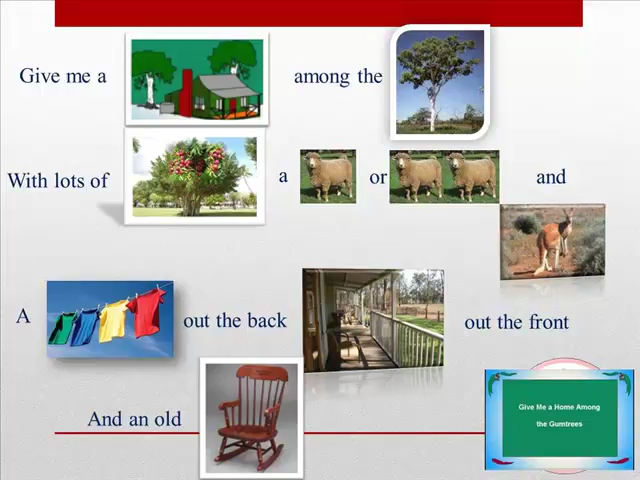 Give me a among the
With lots of a or and
A out the back out the front
And an old
Give Me a Home Among
the Gumtrees